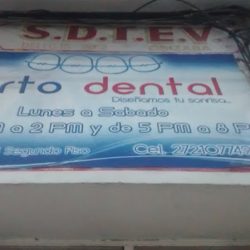 S.D.T.E.V
rto dental
Diseñamos tu sonrisa...
Lunes a Sabado
a 2 PM y de 5 PM a 8 P
Segundo Piso
Cel.